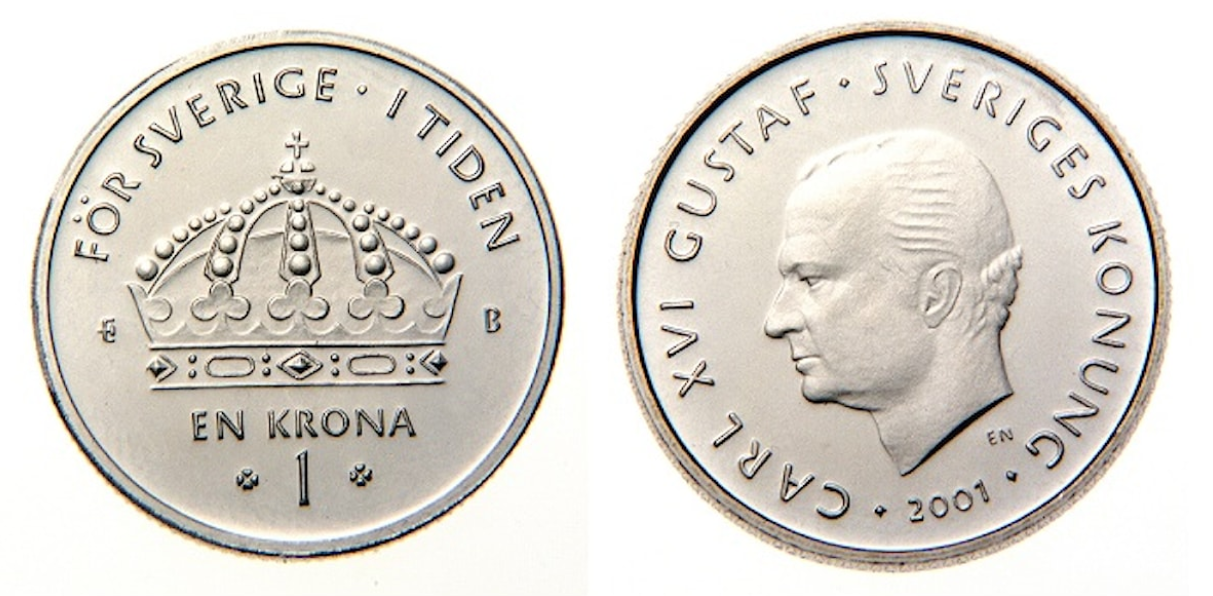 FÖR SVERIGE · I TIDEN
E B
EN KRONA
1
CARL XVI GUSTAF · SVERIGES KONUNG
EN
· 2001 ·